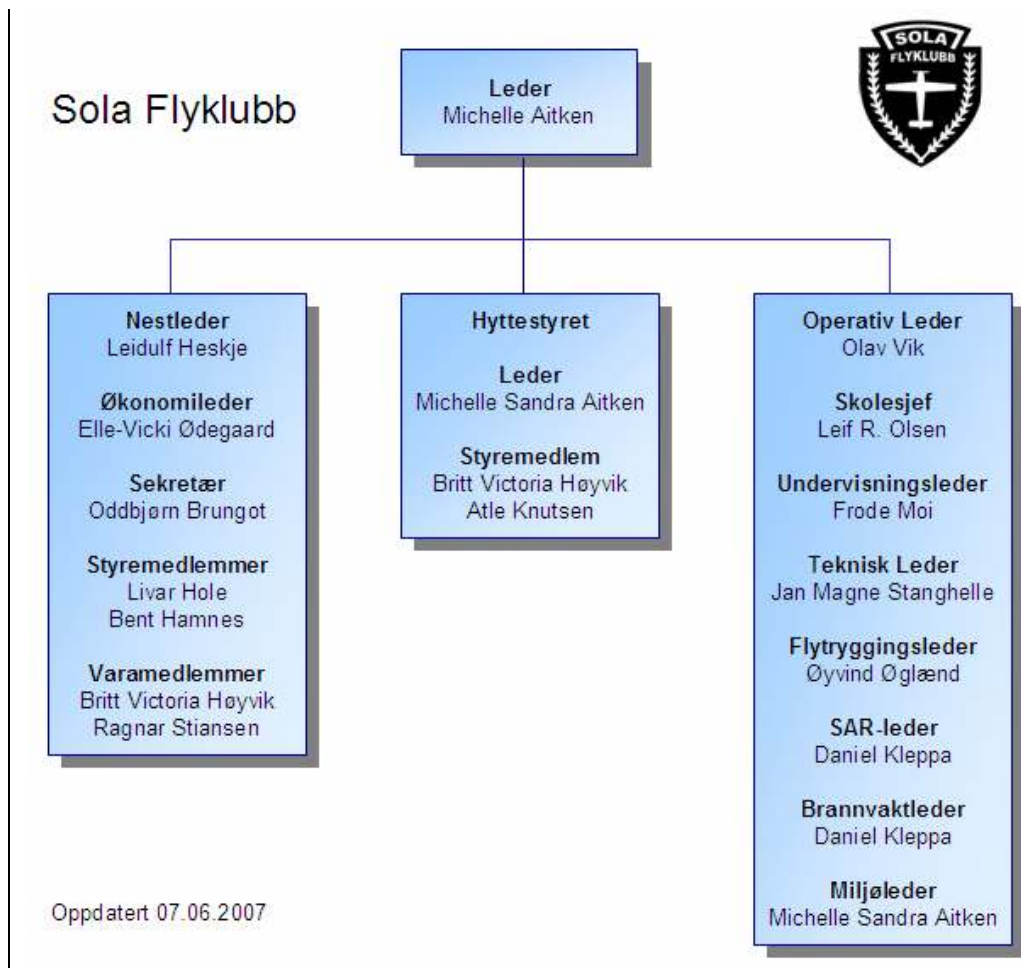 Sola Flyklubb
SOLA
FLYKLUBB
Leder
Michelle Aitken
Nestleder
Leidulf Heskje
Økonomileder
Elle-Vicki Ødegaard
Sekretær
Oddbjørn Brungot
Styremedlemmer
Livar Hole
Bent Hamnes
Varamedlemmer
Britt Victoria Høyvik
Ragnar Stiansen
Hyttestyret
Leder
Michelle Sandra Aitken
Styremedlem
Britt Victoria Høyvik
Atle Knutsen
Operativ Leder
Olav Vik
Skolesjef
Leif R. Olsen
Undervisningsleder
Frode Moi
Teknisk Leder
Jan Magne Stanghelle
Flytryggingsleder
Øyvind Øglænd
SAR-leder
Daniel Kleppa
Brannvaktleder
Daniel Kleppa
Miljøleder
Michelle Sandra Aitken
Oppdatert 07.06.2007